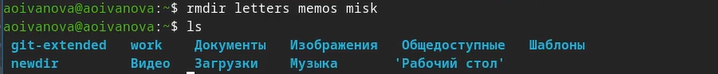 aoivanova@aoivanova:~$ rmdir letters memos misk
aoivanova@aoivanova:~$ ls
git-extended work Документы Изображения Общедоступные Шаблоны
newdir Видео Загрузки Музыка 'Рабочий стол'